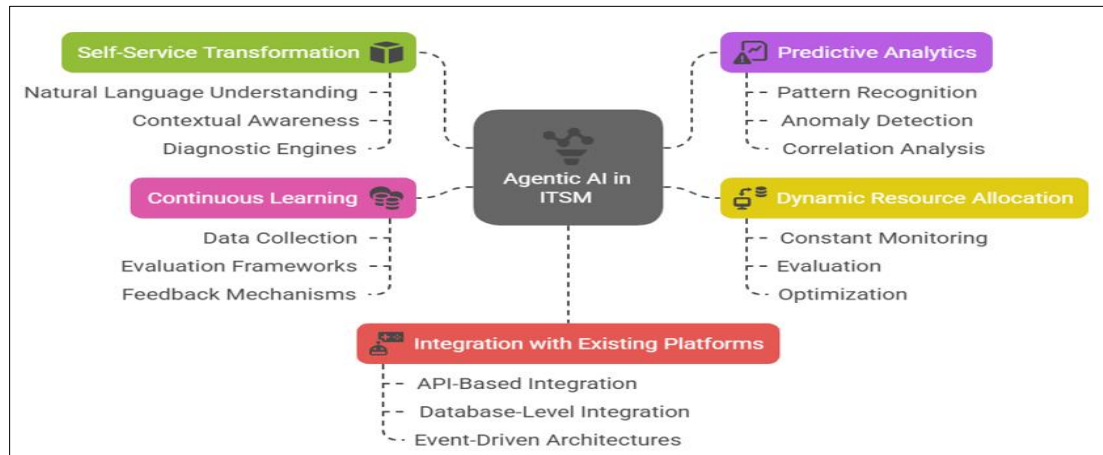 Self-Service Transformation
Natural Language Understanding
Contextual Awareness
Diagnostic Engines
Continuous Learning
Data Collection
Evaluation Frameworks
Feedback Mechanisms
Agentic AI in
ITSM
Predictive Analytics
Pattern Recognition
Anomaly Detection
Correlation Analysis
Dynamic Resource Allocation
Constant Monitoring
Evaluation
Optimization
Integration with Existing Platforms
API-Based Integration
Database-Level Integration
Event-Driven Architectures